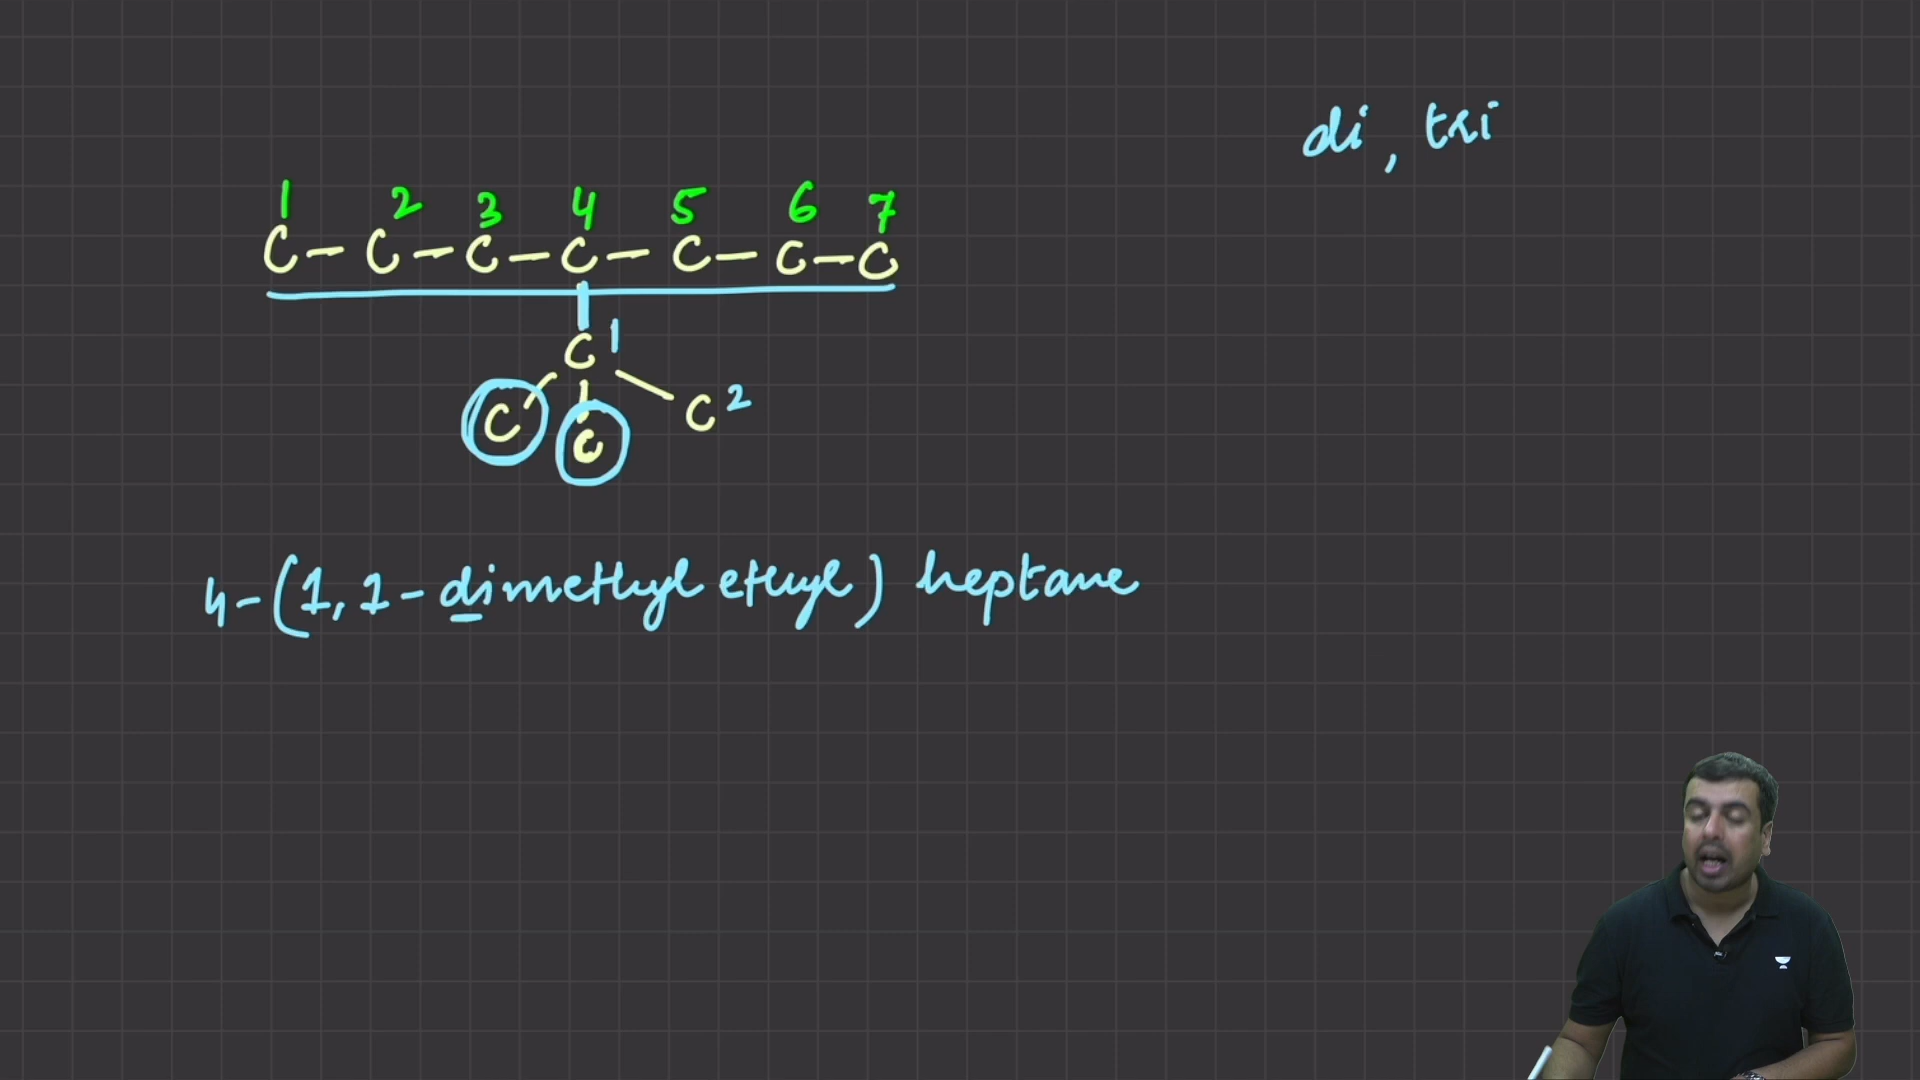 di, tri
1 2 3 4 5 6 7
C - C - C - C - C - C - C
C 1
C C C 2
4-(1,1-dimethyl ethyl) heptane